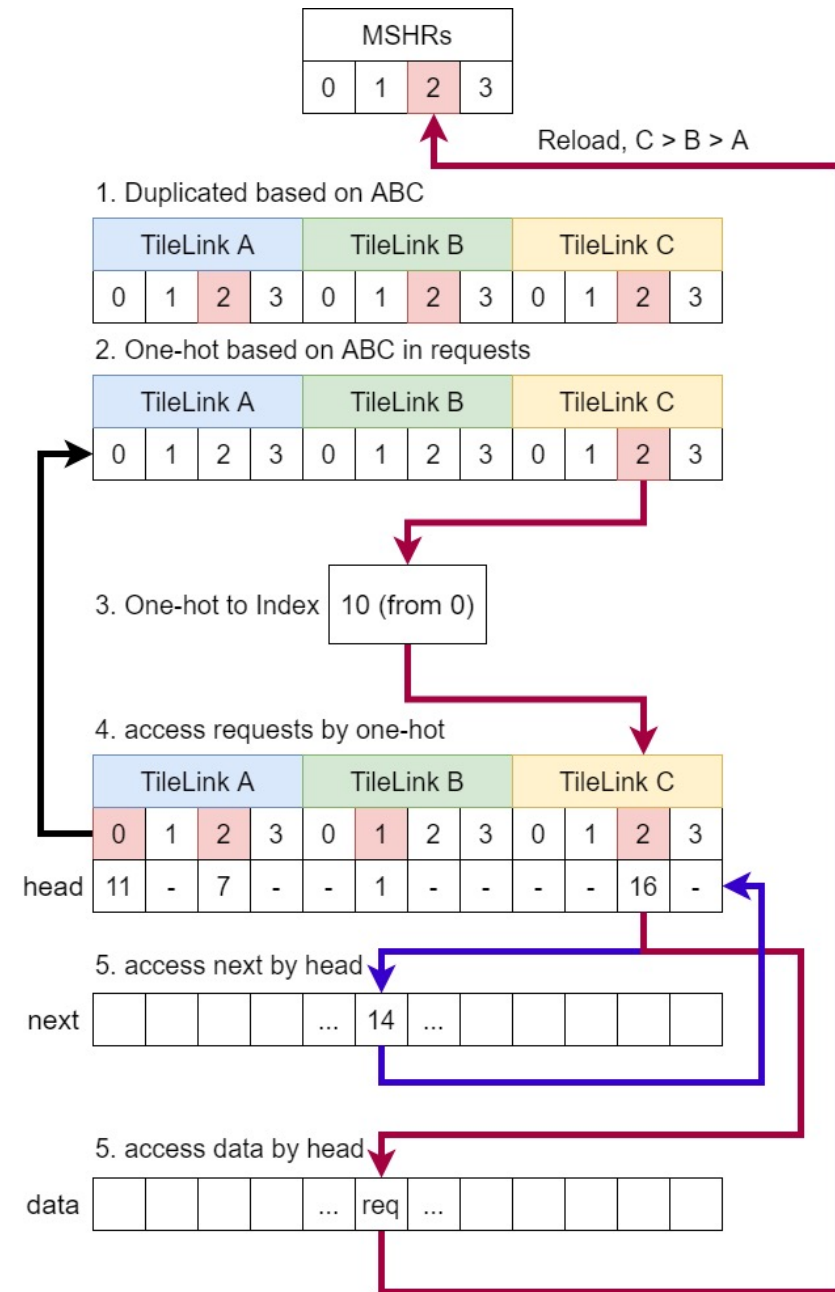 MSHRs
0 1 2 3
Reload, C > B > A
1. Duplicated based on ABC
TileLink A TileLink B TileLink C
0 1 2 3 0 1 2 3 0 1 2 3
2. One-hot based on ABC in requests
TileLink A TileLink B TileLink C
0 1 2 3 0 1 2 3 0 1 2 3
3. One-hot to Index 10 (from 0)
4. access requests by one-hot
TileLink A TileLink B TileLink C
0 1 2 3 0 1 2 3 0 1 2 3
head 11 - 7 - - 1 - - - - 16 -
5. access next by head
next ... 14 ...
5. access data by head
data ... req ...